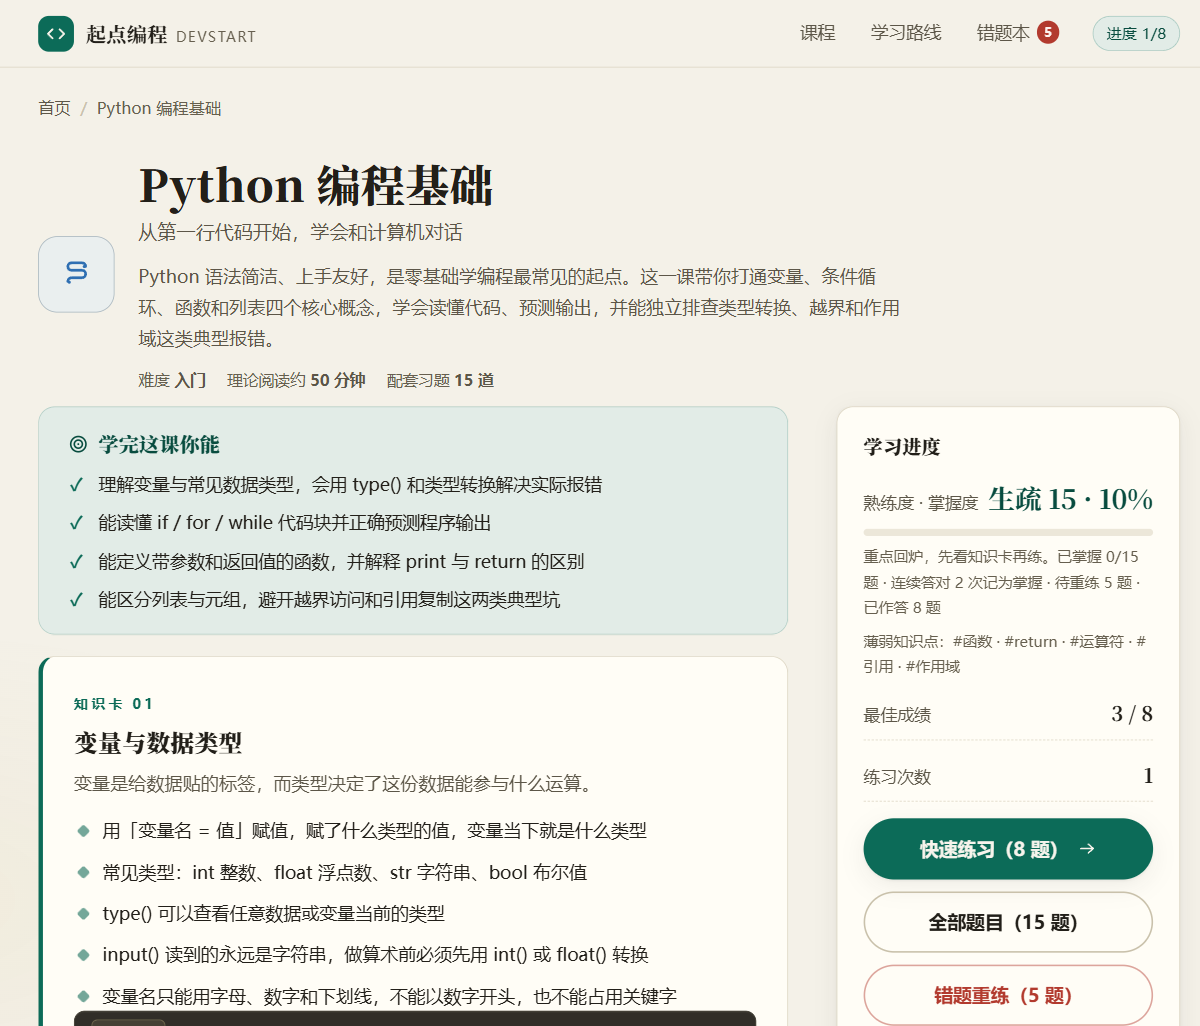 起点编程 DEVSTART
课程 学习路线 错题本 5 进度 1/8
首页 / Python 编程基础
Python 编程基础
从第一行代码开始，学会和计算机对话
Python 语法简洁、上手友好，是零基础学编程最常见的起点。这一课带你打通变量、条件循
环、函数和列表四个核心概念，学会读懂代码、预测输出，并能独立排查类型转换、越界和作用
域这类典型报错。
难度 入门 理论阅读约 50 分钟 配套习题 15 道
学完这课你能
理解变量与常见数据类型，会用 type() 和类型转换解决实际报错
能读懂 if / for / while 代码块并正确预测程序输出
能定义带参数和返回值的函数，并解释 print 与 return 的区别
能区分列表与元组，避开越界访问和引用复制这两类典型坑
知识卡 01
变量与数据类型
变量是给数据贴的标签，而类型决定了这份数据能参与什么运算。
用「变量名 = 值」赋值，赋了什么类型的值，变量当下就是什么类型
常见类型：int 整数、float 浮点数、str 字符串、bool 布尔值
type() 可以查看任意数据或变量当前的类型
input() 读到的永远是字符串，做算术前必须先用 int() 或 float() 转换
变量名只能用字母、数字和下划线，不能以数字开头，也不能占用关键字
学习进度
熟练度 · 掌握度 生疏 15 · 10%
重点回炉，先看知识卡再练。已掌握 0/15
题 · 连续答对 2 次记为掌握 · 待重练 5 题 ·
已作答 8 题
薄弱知识点：#函数 · #return · #运算符 · #
引用 · #作用域
最佳成绩 3 / 8
练习次数 1
快速练习（8 题） →
全部题目（15 题）
错题重练（5 题）